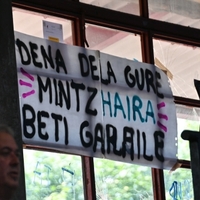 DENA DELA GURE
MINTZ HAIRA
BETI GARAILE